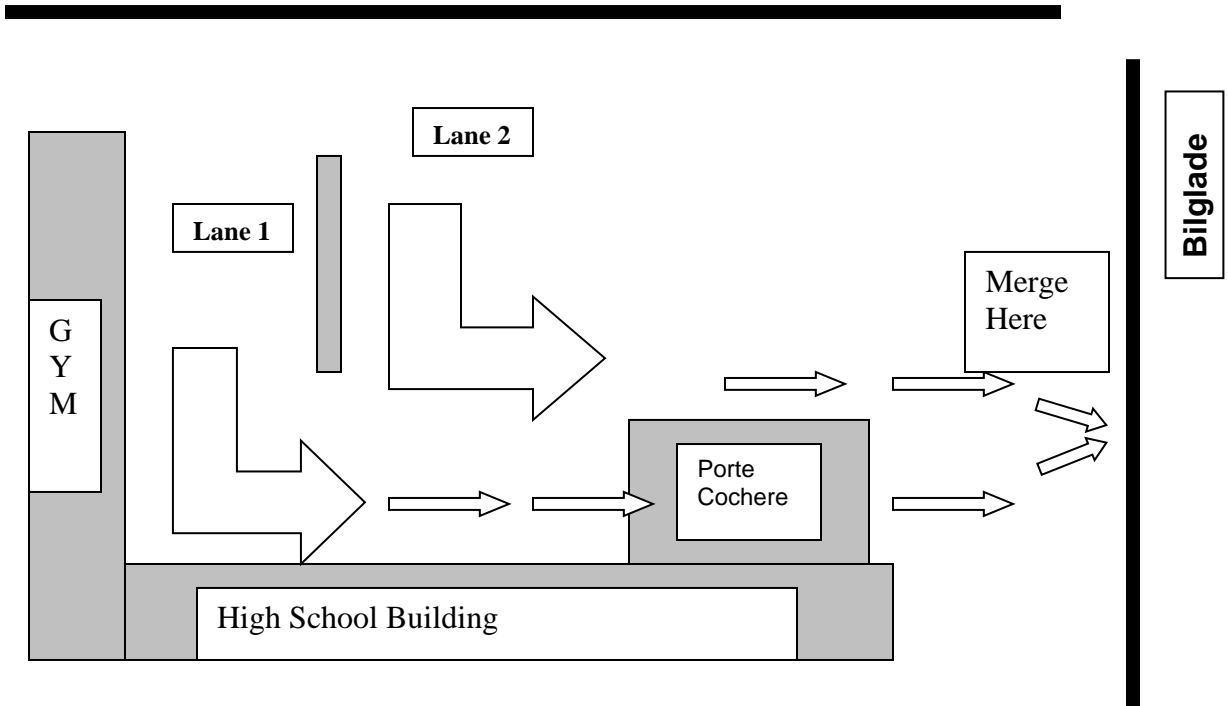 Lane 2
Bilglade
Lane 1
Merge
Here
G
Y
M
Porte
Cochere
High School Building